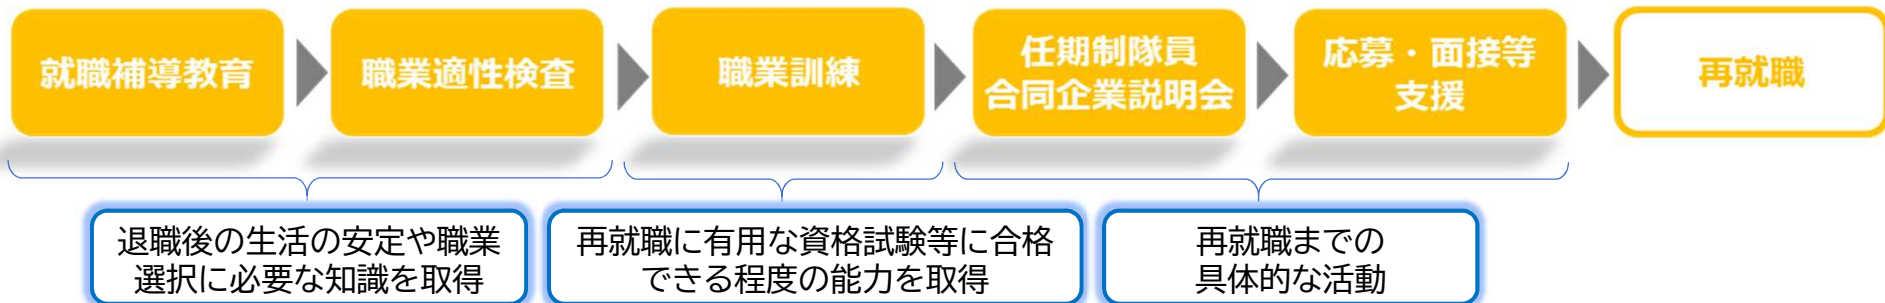 就職補導教育
職業適性検査
職業訓練
任期制隊員
合同企業説明会
応募・面接等
支援
再就職
退職後の生活の安定や職業
選択に必要な知識を取得
再就職に有用な資格試験等に合格
できる程度の能力を取得
再就職までの
具体的な活動